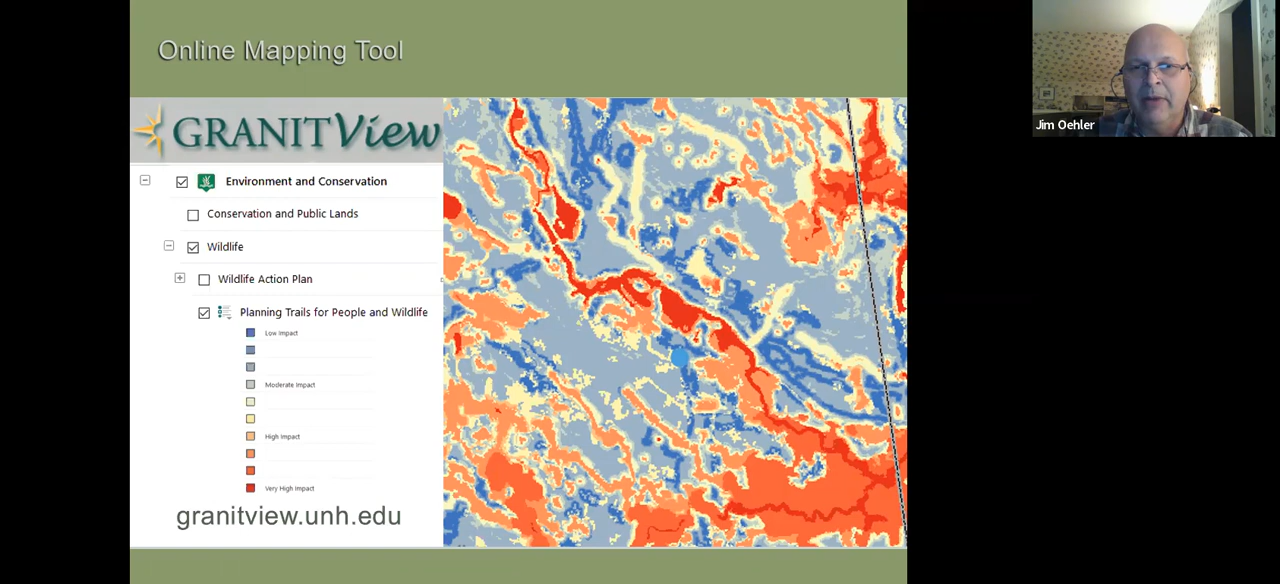 Online Mapping Tool
GRANITView
Environment and Conservation
Conservation and Public Lands
Wildlife
Wildlife Action Plan
Planning Trails for People and Wildlife
Low Impact
Moderate Impact
High Impact
Very High Impact
granitview.unh.edu
Jim Oehler